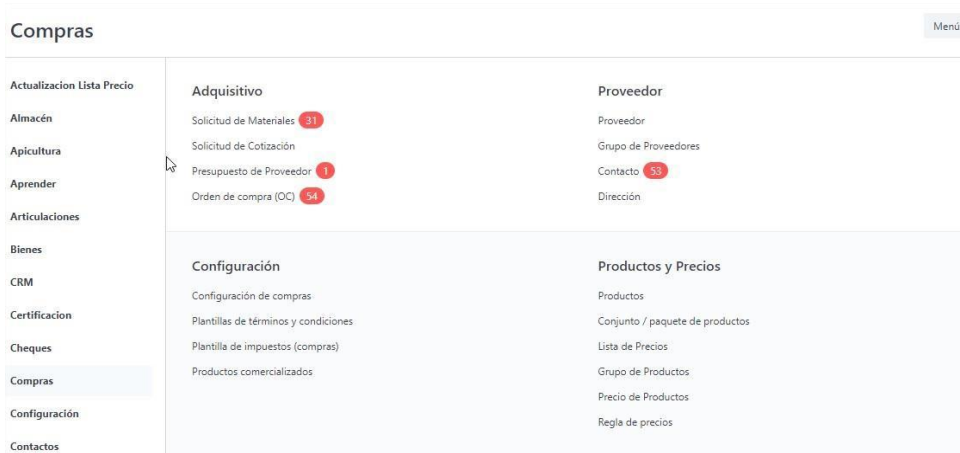 Compras
Menú
Actualizacion Lista Precio
Almacén
Apicultura
Aprender
Articulaciones
Bienes
CRM
Certificacion
Cheques
Compras
Configuración
Contactos
Adquisitivo
Solicitud de Materiales 31
Solicitud de Cotización
Presupuesto de Proveedor 1
Orden de compra (OC) 54
Proveedor
Proveedor
Grupo de Proveedores
Contacto 53
Dirección
Configuración
Configuración de compras
Plantillas de términos y condiciones
Plantilla de impuestos (compras)
Productos comercializados
Productos y Precios
Productos
Conjunto / paquete de productos
Lista de Precios
Grupo de Productos
Precio de Productos
Regla de precios